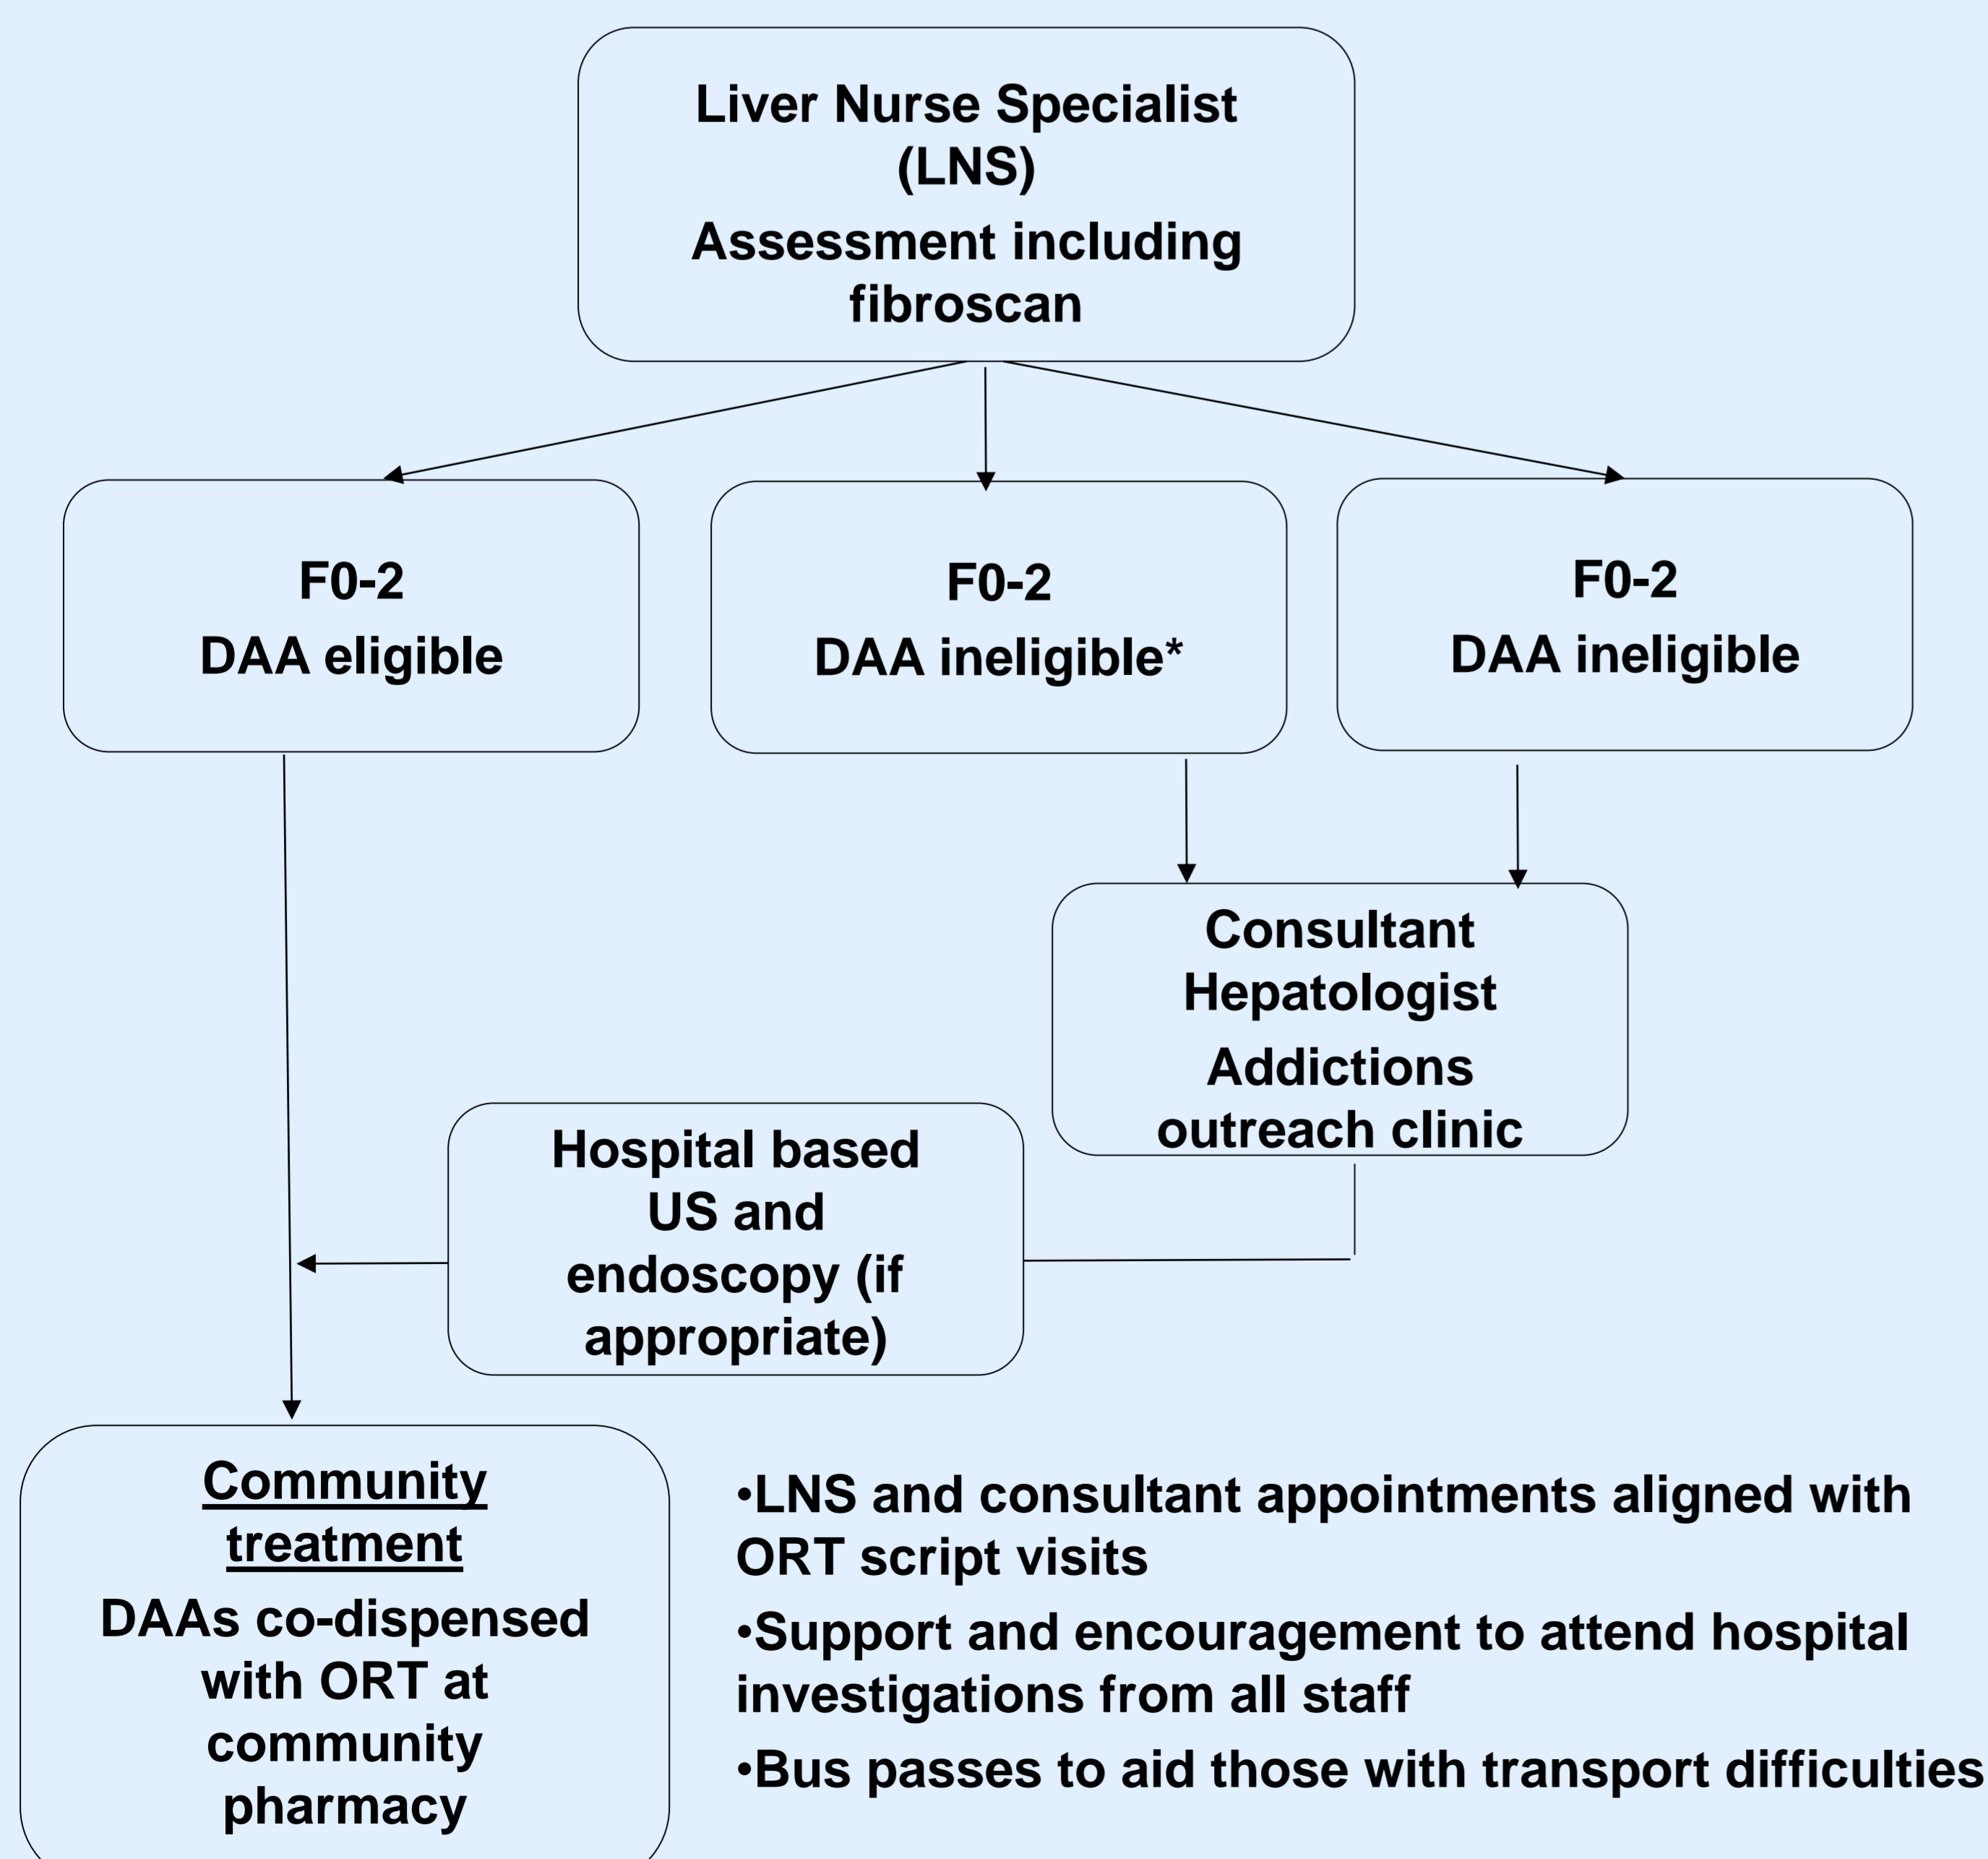 Liver Nurse Specialist
(LNS)
Assessment including
fibroscan
F0-2
DAA eligible
F0-2
DAA ineligible*
F0-2
DAA ineligible
Consultant
Hepatologist
Addictions
outreach clinic
Hospital based
US and
endoscopy (if
appropriate)
Community
treatment
DAAs co-dispensed
with ORT at
community
pharmacy
•LNS and consultant appointments aligned with
ORT script visits
•Support and encouragement to attend hospital
investigations from all staff
•Bus passes to aid those with transport difficulties